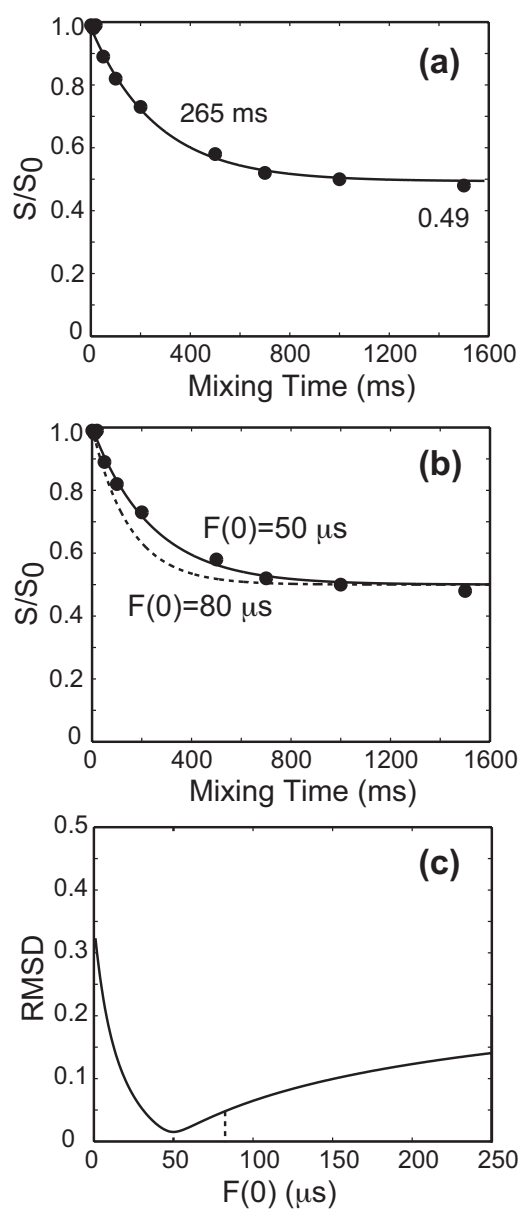 (a)
1.0
0.8
0.6
0.4
0.2
0
S/S0
265 ms
0.49
0 400 800 1200 1600
Mixing Time (ms)
(b)
1.0
0.8
0.6
0.4
0.2
0
S/S0
F(0)=50 μs
F(0)=80 μs
0 400 800 1200 1600
Mixing Time (ms)
(c)
0.5
0.4
0.3
0.2
0.1
0
RMSD
0 50 100 150 200 250
F(0) (μs)